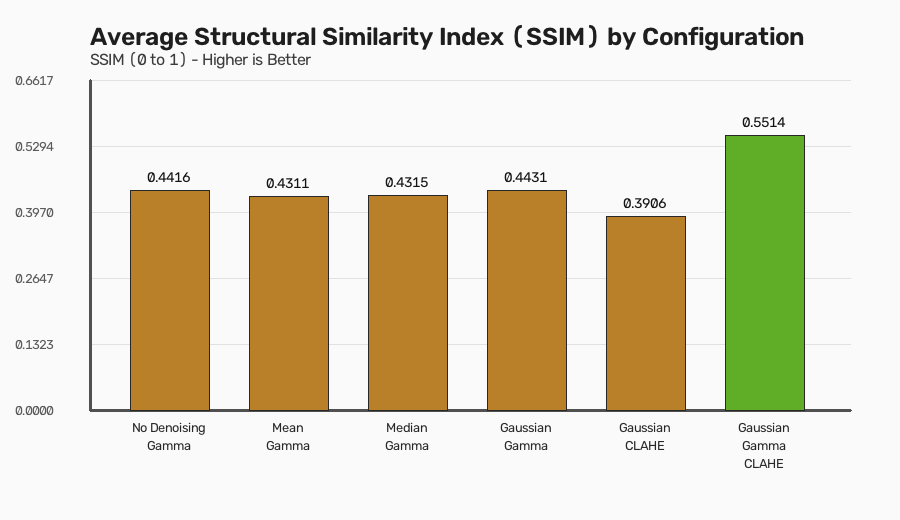 Average Structural Similarity Index (SSIM) by Configuration
SSIM (0 to 1) - Higher is Better
0.6617
0.5294
0.3970
0.2647
0.1323
0.0000
0.4416
0.4311
0.4315
0.4431
0.3906
0.5514
No Denoising
Gamma
Mean
Gamma
Median
Gamma
Gaussian
Gamma
Gaussian
CLAHE
Gaussian
Gamma
CLAHE